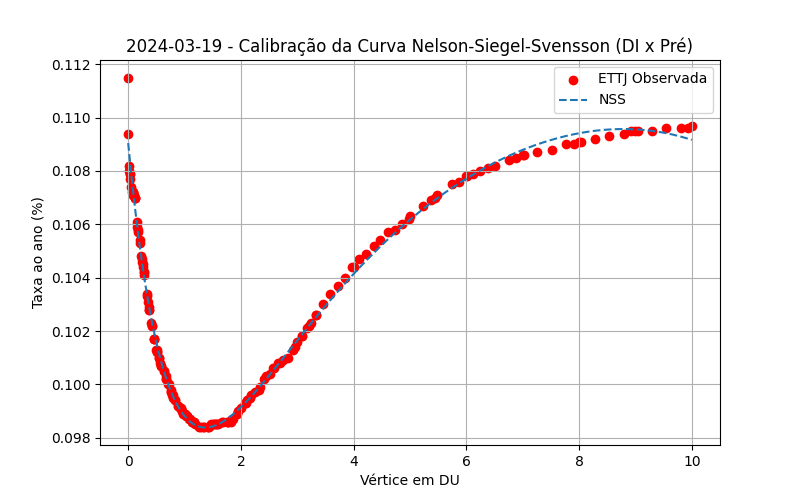 2024-03-19 - Calibração da Curva Nelson-Siegel-Svensson (DI x Pré)
0.112
0.110
0.108
0.106
0.104
0.102
0.100
0.098
Taxa ao ano (%)
ETTJ Observada
NSS
0 2 4 6 8 10
Vértice em DU